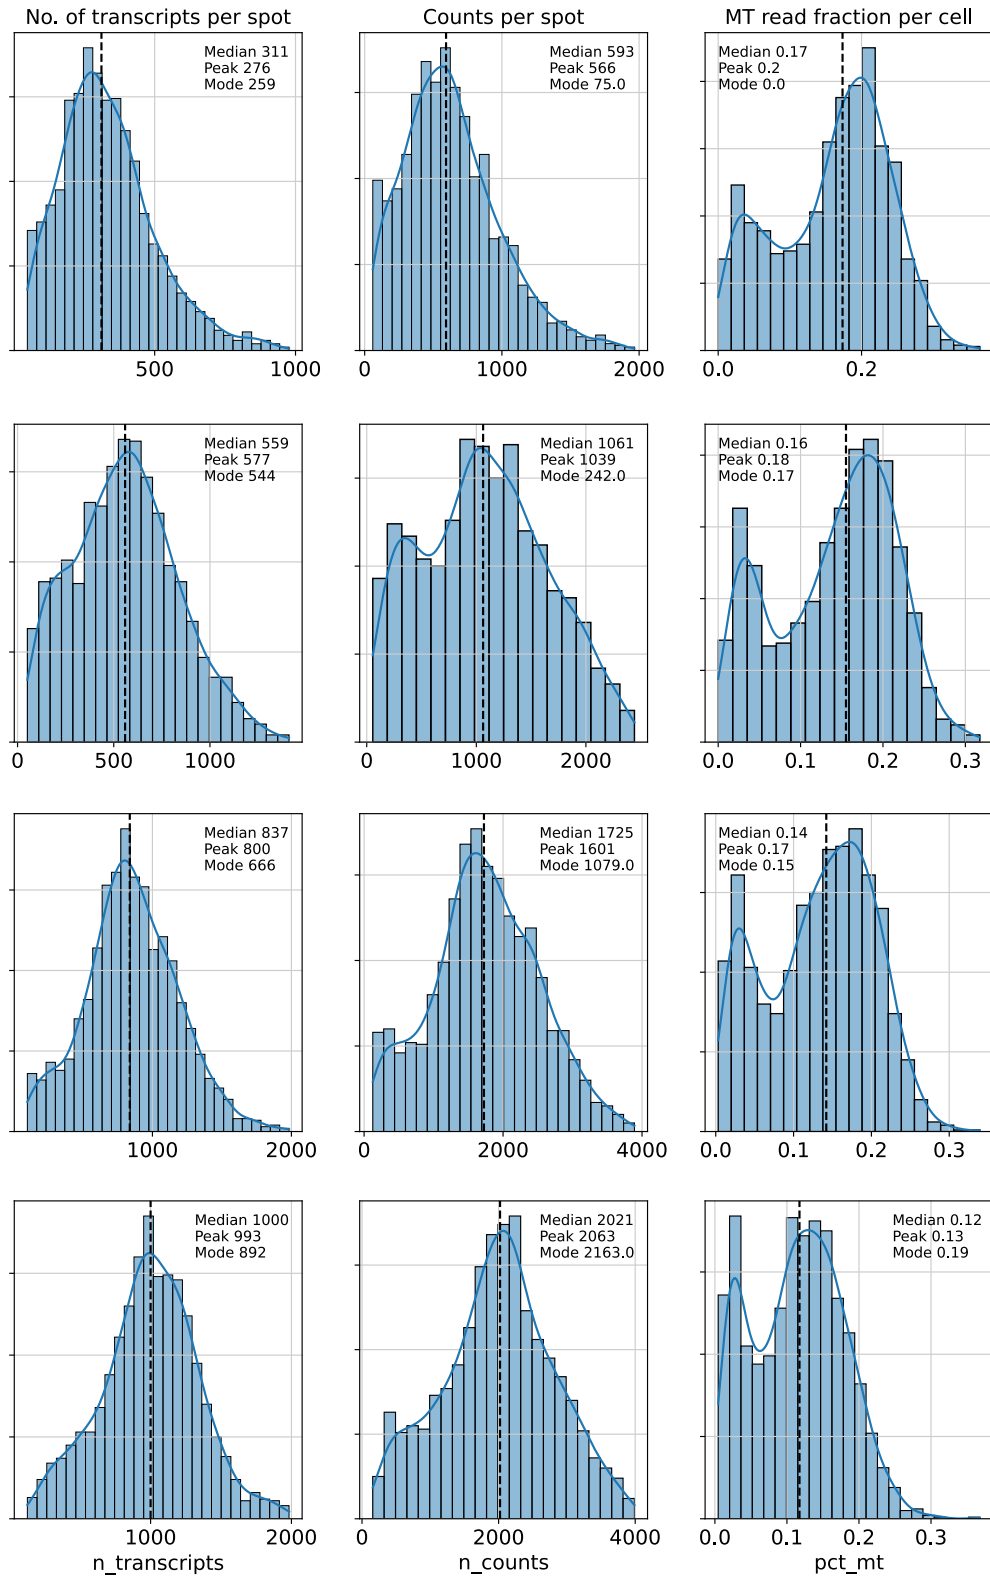 No. of transcripts per spot
Counts per spot
MT read fraction per cell
Median 311
Peak 276
Mode 259
500
1000
Median 593
Peak 566
Mode 75.0
0
1000
2000
Median 0.17
Peak 0.2
Mode 0.0
0.0
0.2
Median 559
Peak 577
Mode 544
0
500
1000
Median 1061
Peak 1039
Mode 242.0
0
1000
2000
Median 0.16
Peak 0.18
Mode 0.17
0.0
0.1
0.2
0.3
Median 837
Peak 800
Mode 666
1000
2000
Median 1725
Peak 1601
Mode 1079.0
0
2000
4000
Median 0.14
Peak 0.17
Mode 0.15
0.0
0.1
0.2
0.3
Median 1000
Peak 993
Mode 892
1000
2000
n_transcripts
Median 2021
Peak 2063
Mode 2163.0
0
2000
4000
n_counts
Median 0.12
Peak 0.13
Mode 0.19
0.0
0.1
0.2
0.3
pct_mt